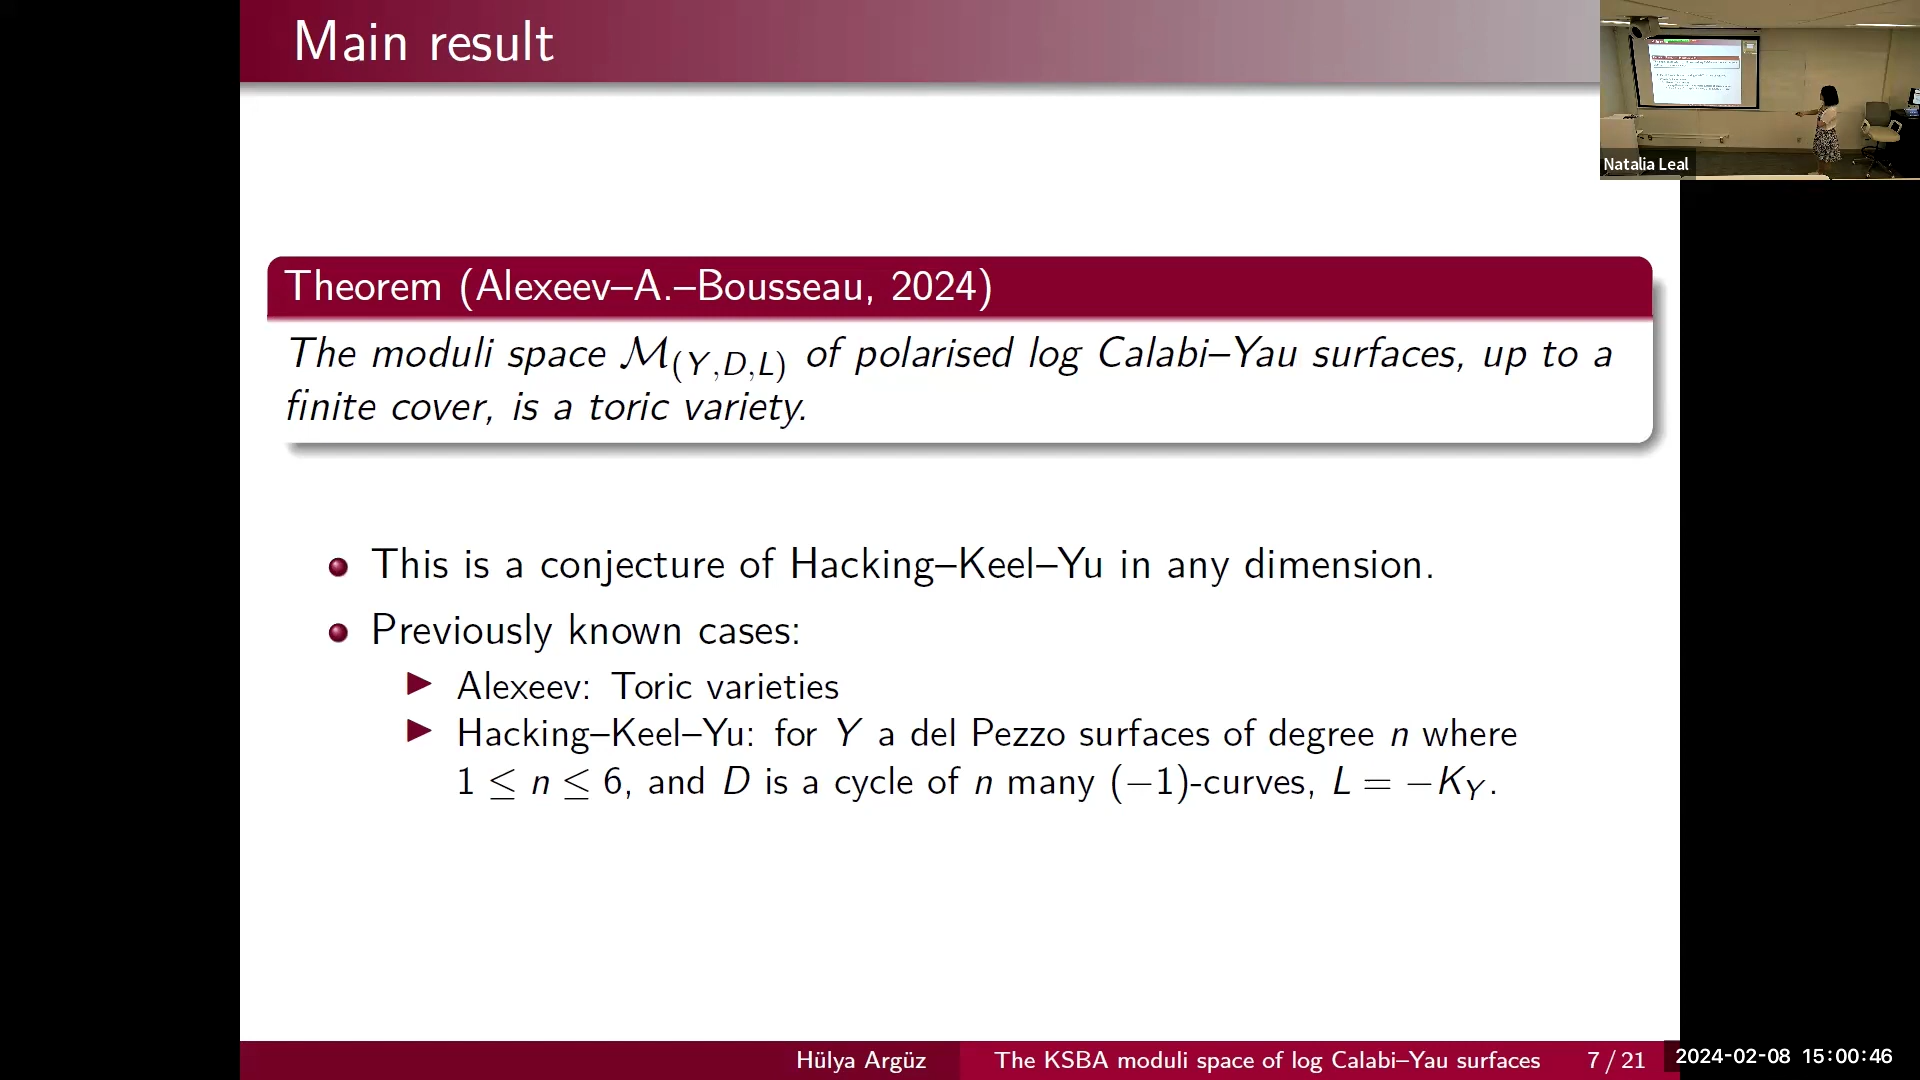 Main result
Natalia Leal
Theorem (Alexeev–A.–Bousseau, 2024)
The moduli space ℳ(Y,D,L) of polarised log Calabi–Yau surfaces, up to a
finite cover, is a toric variety.
This is a conjecture of Hacking–Keel–Yu in any dimension.
Previously known cases:
Alexeev: Toric varieties
Hacking–Keel–Yu: for Y a del Pezzo surfaces of degree n where
1 ≤ n ≤ 6, and D is a cycle of n many (−1)-curves, L = −K_Y.
Hülya Argüz The KSBA moduli space of log Calabi–Yau surfaces 7 / 21
2024-02-08 15:00:46